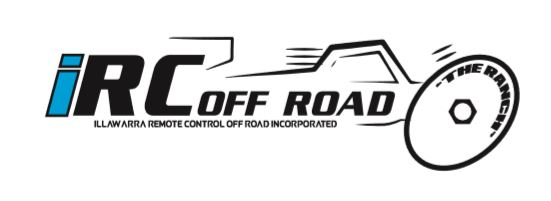 iRC OFF ROAD
ILLAWARRA REMOTE CONTROL OFF ROAD INCORPORATED
- THE RANCH -